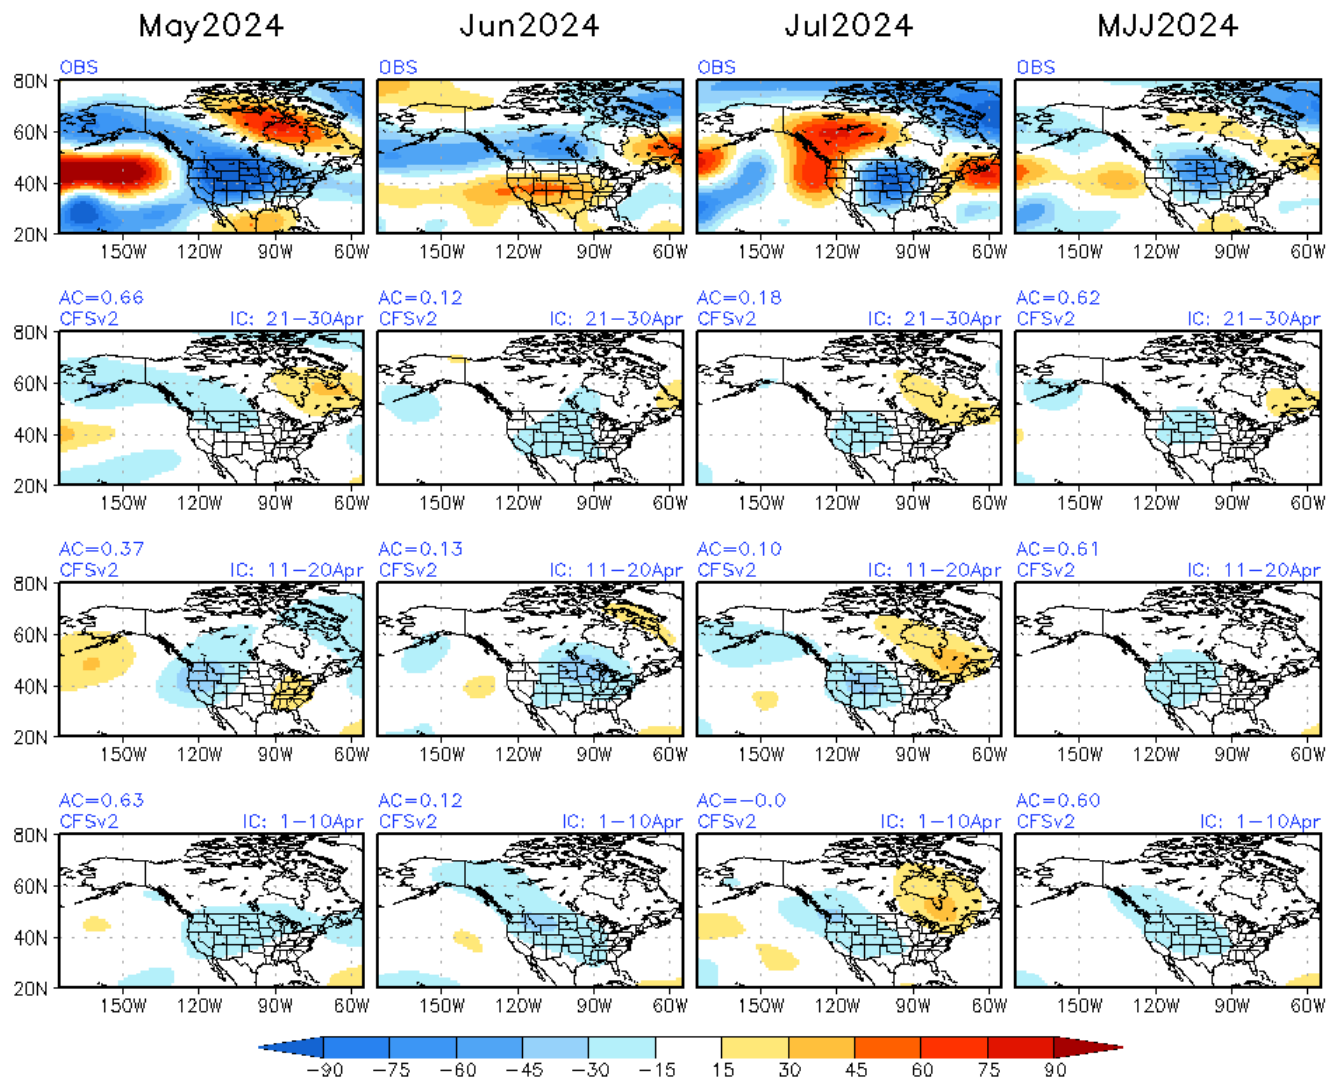 May2024 Jun2024 Jul2024 MJJ2024
OBS OBS OBS OBS
80N
60N
40N
20N
150W 120W 90W 60W 150W 120W 90W 60W 150W 120W 90W 60W 150W 120W 90W 60W
AC=0.66 AC=0.12 AC=0.18 AC=0.62
CFSv2 IC: 21-30Apr CFSv2 IC: 21-30Apr CFSv2 IC: 21-30Apr CFSv2 IC: 21-30Apr
80N
60N
40N
20N
150W 120W 90W 60W 150W 120W 90W 60W 150W 120W 90W 60W 150W 120W 90W 60W
AC=0.37 AC=0.13 AC=0.10 AC=0.61
CFSv2 IC: 11-20Apr CFSv2 IC: 11-20Apr CFSv2 IC: 11-20Apr CFSv2 IC: 11-20Apr
80N
60N
40N
20N
150W 120W 90W 60W 150W 120W 90W 60W 150W 120W 90W 60W 150W 120W 90W 60W
AC=0.63 AC=0.12 AC=-0.0 AC=0.60
CFSv2 IC: 1-10Apr CFSv2 IC: 1-10Apr CFSv2 IC: 1-10Apr CFSv2 IC: 1-10Apr
80N
60N
40N
20N
150W 120W 90W 60W 150W 120W 90W 60W 150W 120W 90W 60W 150W 120W 90W 60W
-90 -75 -60 -45 -30 -15 15 30 45 60 75 90